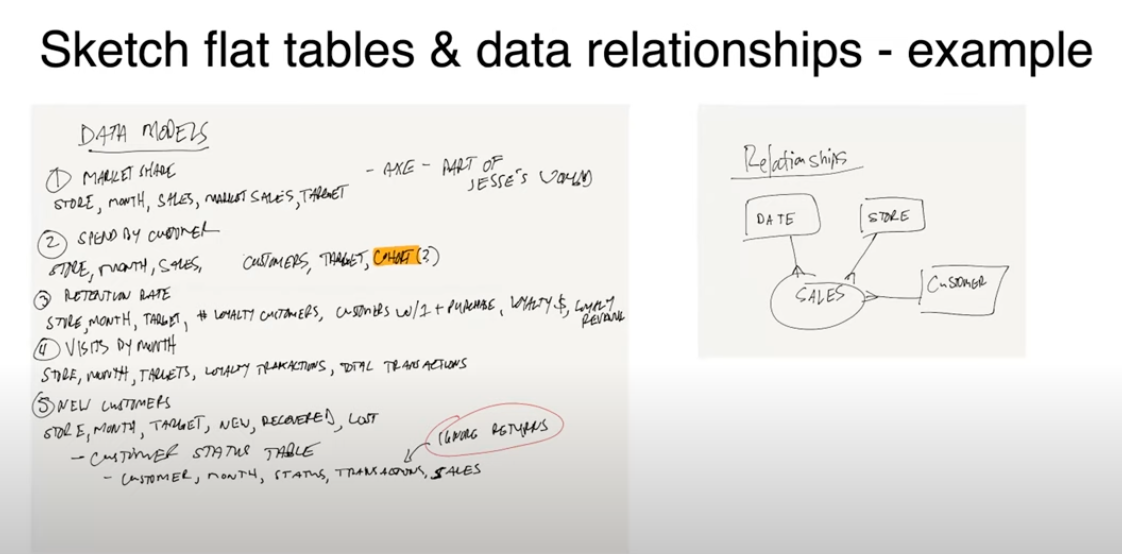 Sketch flat tables & data relationships - example
DATA MODELS
① MARKET SHARE
STORE, MONTH, SALES, MARKET SALES, TARGET
- AXE - PART OF
JESSE'S WORLD
② SPEND BY CUSTOMER
STORE, MONTH, SALES, CUSTOMERS, TARGET, COHORT (?)
③ RETENTION RATE
STORE, MONTH, TARGET, # LOYALTY CUSTOMERS, CUSTOMERS W/1+ PURCHASE, LOYALTY $, LOYALTY
REVENUE
④ VISITS BY MONTH
STORE, MONTH, TARGETS, LOYALTY TRANSACTIONS, TOTAL TRANSACTIONS
⑤ NEW CUSTOMERS
STORE, MONTH, TARGET, NEW, RECOVERED, LOST
IGNORE RETURNS
- CUSTOMER STATUS TABLE
- CUSTOMER, MONTH, STATUS, TRANSACTIONS, SALES
Relationships
DATE
STORE
CUSTOMER
SALES